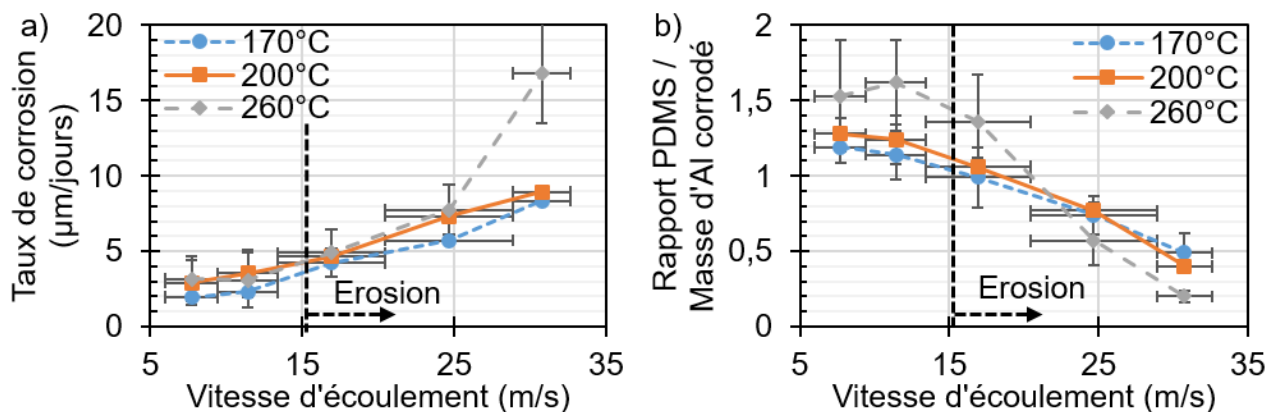 a)
Taux de corrosion
(µm/jours)
20
15
10
5
0
170°C
200°C
260°C
Erosion
5
15
25
35
Vitesse d'écoulement (m/s)
b)
Rapport PDMS /
Masse d'Al corrodé
2
1,5
1
0,5
0
170°C
200°C
260°C
Erosion
5
15
25
35
Vitesse d'écoulement (m/s)